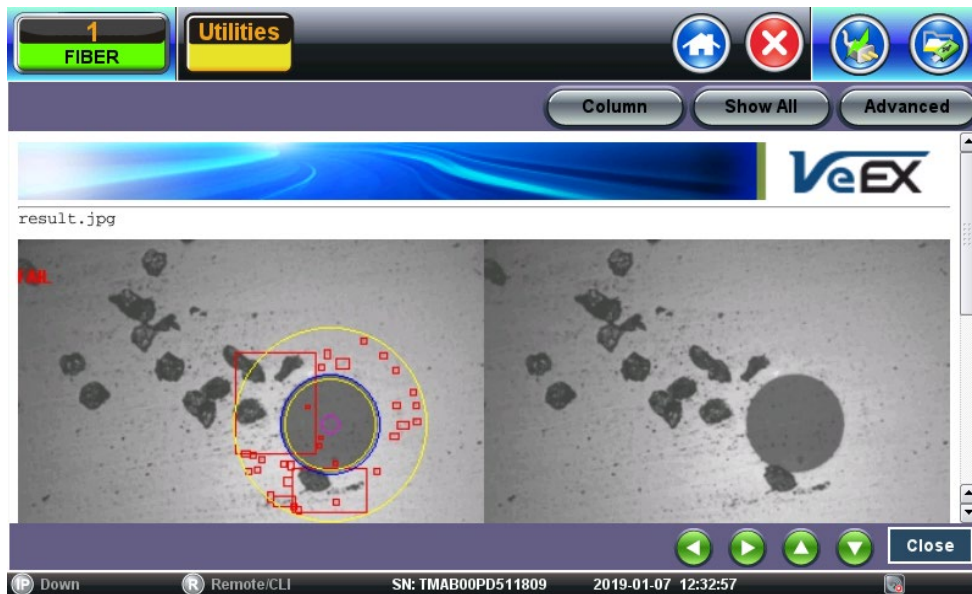 1
FIBER
Utilities
Column
Show All
Advanced
VeEX
result.jpg
FAIL
Close
IP Down
R Remote/CLI
SN: TMAB00PD511809
2019-01-07 12:32:57